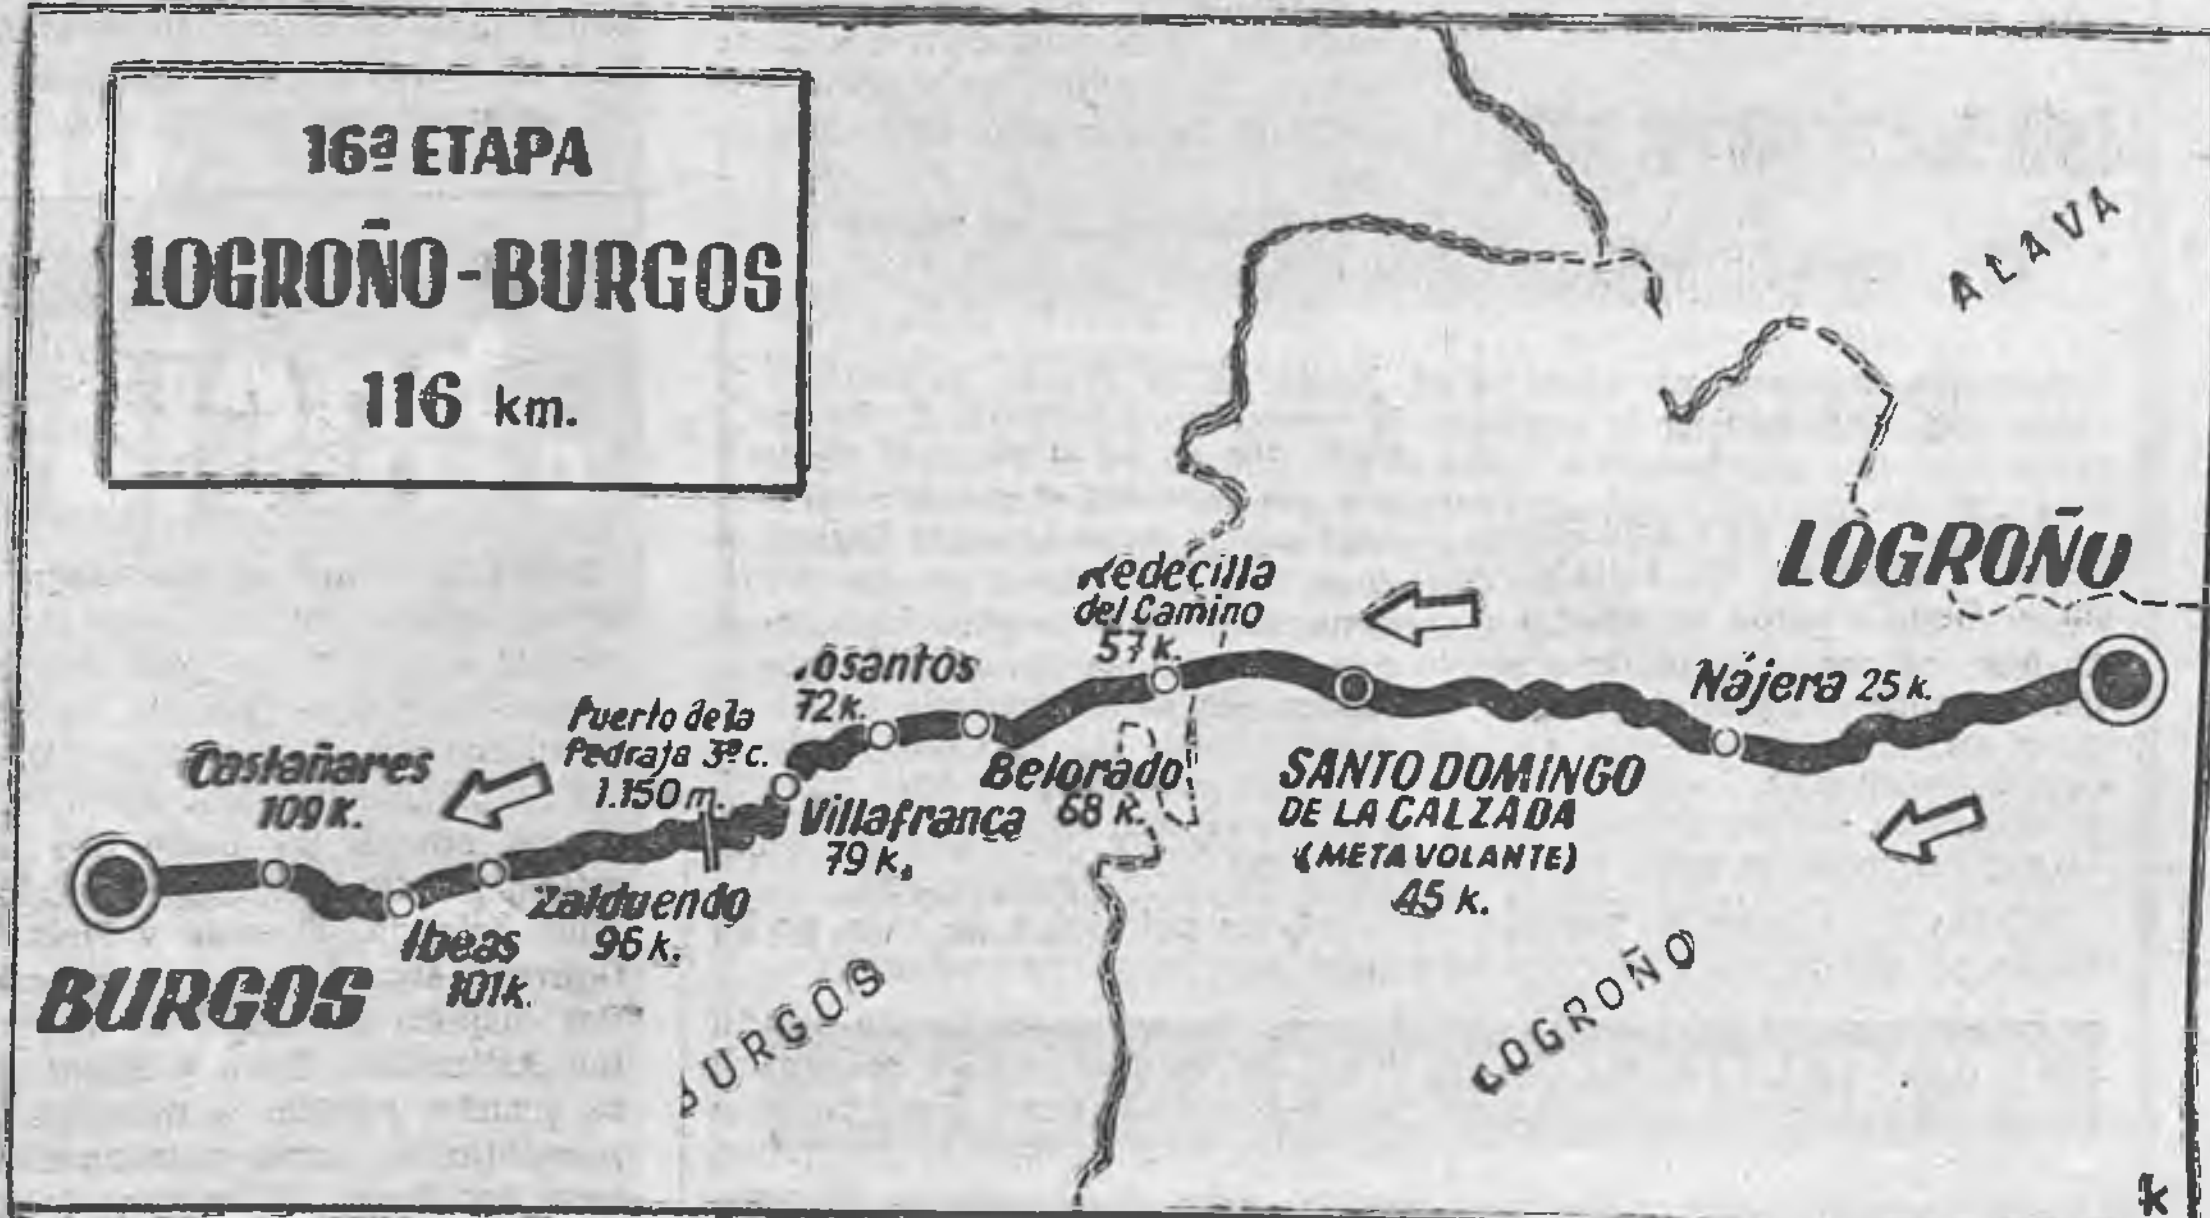 16ª ETAPA
LOGROÑO-BURGOS
116 km.
ALAVA
LOGROÑO
Redecilla
del Camino
57 k.
Nájera 25 k.
Tosantos
72 k.
Puerto de la
Pedraja 3ª c.
1.150 m.
Castañares
109 K.
Belorado
68 K.
SANTO DOMINGO
DE LA CALZADA
(META VOLANTE)
45 K.
Villafranca
79 K.
Zalduendo
96 k.
Ibeas
101 k.
BURGOS
BURGOS
LOGROÑO
k